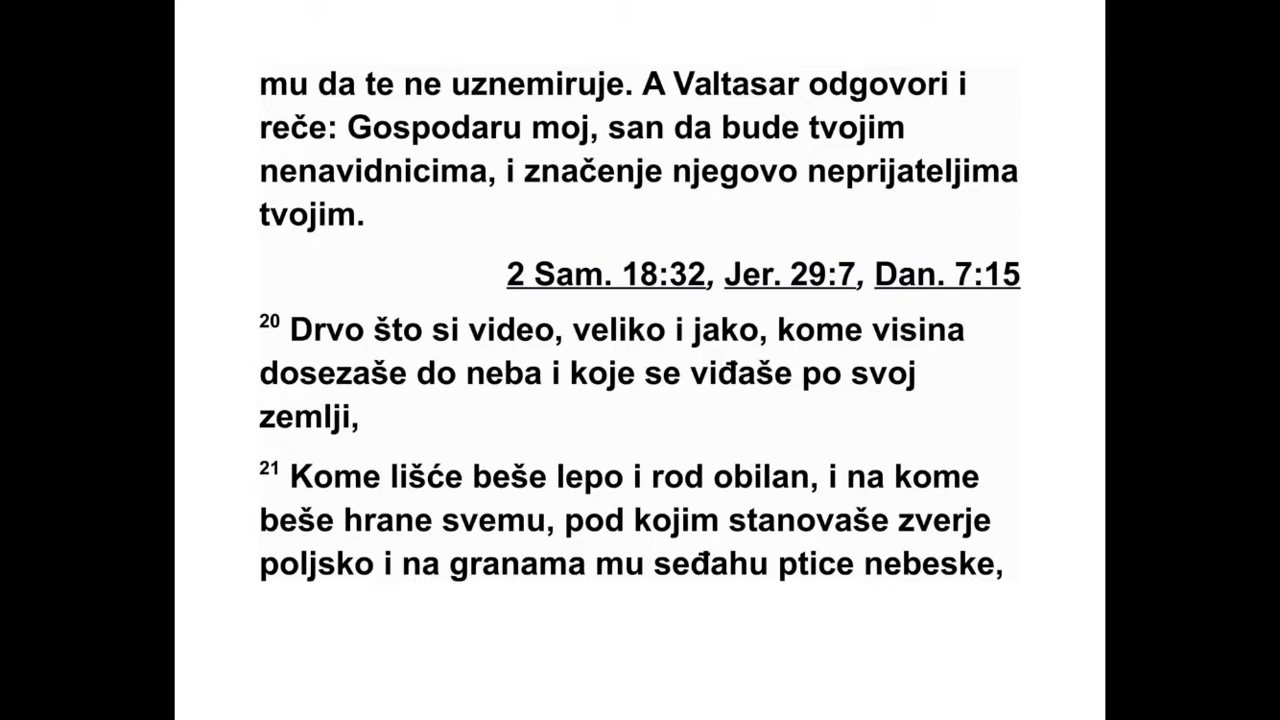 mu da te ne uznemiruje. A Valtasar odgovori i
reče: Gospodaru moj, san da bude tvojim
nenavidnicima, i značenje njegovo neprijateljima
tvojim.
2 Sam. 18:32, Jer. 29:7, Dan. 7:15
20 Drvo što si video, veliko i jako, kome visina
dosezaše do neba i koje se viđaše po svoj
zemlji,
21 Kome lišće beše lepo i rod obilan, i na kome
beše hrane svemu, pod kojim stanovaše zverje
poljsko i na granama mu seđahu ptice nebeske,